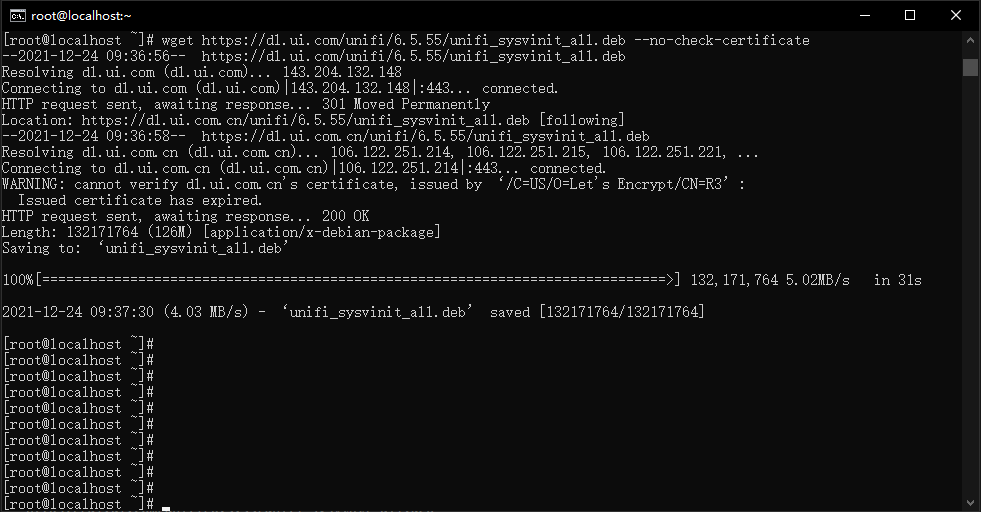 root@localhost:~
[root@localhost ~]# wget https://dl.ui.com/unifi/6.5.55/unifi_sysvinit_all.deb --no-check-certificate
--2021-12-24 09:36:56--  https://dl.ui.com/unifi/6.5.55/unifi_sysvinit_all.deb
Resolving dl.ui.com (dl.ui.com)... 143.204.132.148
Connecting to dl.ui.com (dl.ui.com)|143.204.132.148|:443... connected.
HTTP request sent, awaiting response... 301 Moved Permanently
Location: https://dl.ui.com.cn/unifi/6.5.55/unifi_sysvinit_all.deb [following]
--2021-12-24 09:36:58--  https://dl.ui.com.cn/unifi/6.5.55/unifi_sysvinit_all.deb
Resolving dl.ui.com.cn (dl.ui.com.cn)... 106.122.251.214, 106.122.251.215, 106.122.251.221, ...
Connecting to dl.ui.com.cn (dl.ui.com.cn)|106.122.251.214|:443... connected.
WARNING: cannot verify dl.ui.com.cn's certificate, issued by ‘/C=US/O=Let's Encrypt/CN=R3’:
  Issued certificate has expired.
HTTP request sent, awaiting response... 200 OK
Length: 132171764 (126M) [application/x-debian-package]
Saving to: ‘unifi_sysvinit_all.deb’
100%[==============================================================================>] 132,171,764 5.02MB/s   in 31s
2021-12-24 09:37:30 (4.03 MB/s) - ‘unifi_sysvinit_all.deb’ saved [132171764/132171764]
[root@localhost ~]#
[root@localhost ~]#
[root@localhost ~]#
[root@localhost ~]#
[root@localhost ~]#
[root@localhost ~]#
[root@localhost ~]#
[root@localhost ~]#
[root@localhost ~]#
[root@localhost ~]#
[root@localhost ~]#